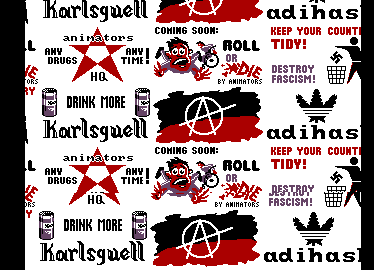 Karlsquell
adihash
animators
ANY DRUGS
ANY TIME!
HQ
COMING SOON:
ROLL
OR
DIE
BY ANIMATORS
KEEP YOUR COUNT
TIDY!
DESTROY
FASCISM!
DRINK MORE
Karlsquell
adihash
animators
ANY DRUGS
ANY TIME!
HQ
COMING SOON:
ROLL
OR
DIE
BY ANIMATORS
KEEP YOUR COUNT
TIDY!
DESTROY
FASCISM!
DRINK MORE
Karlsquell
adihash